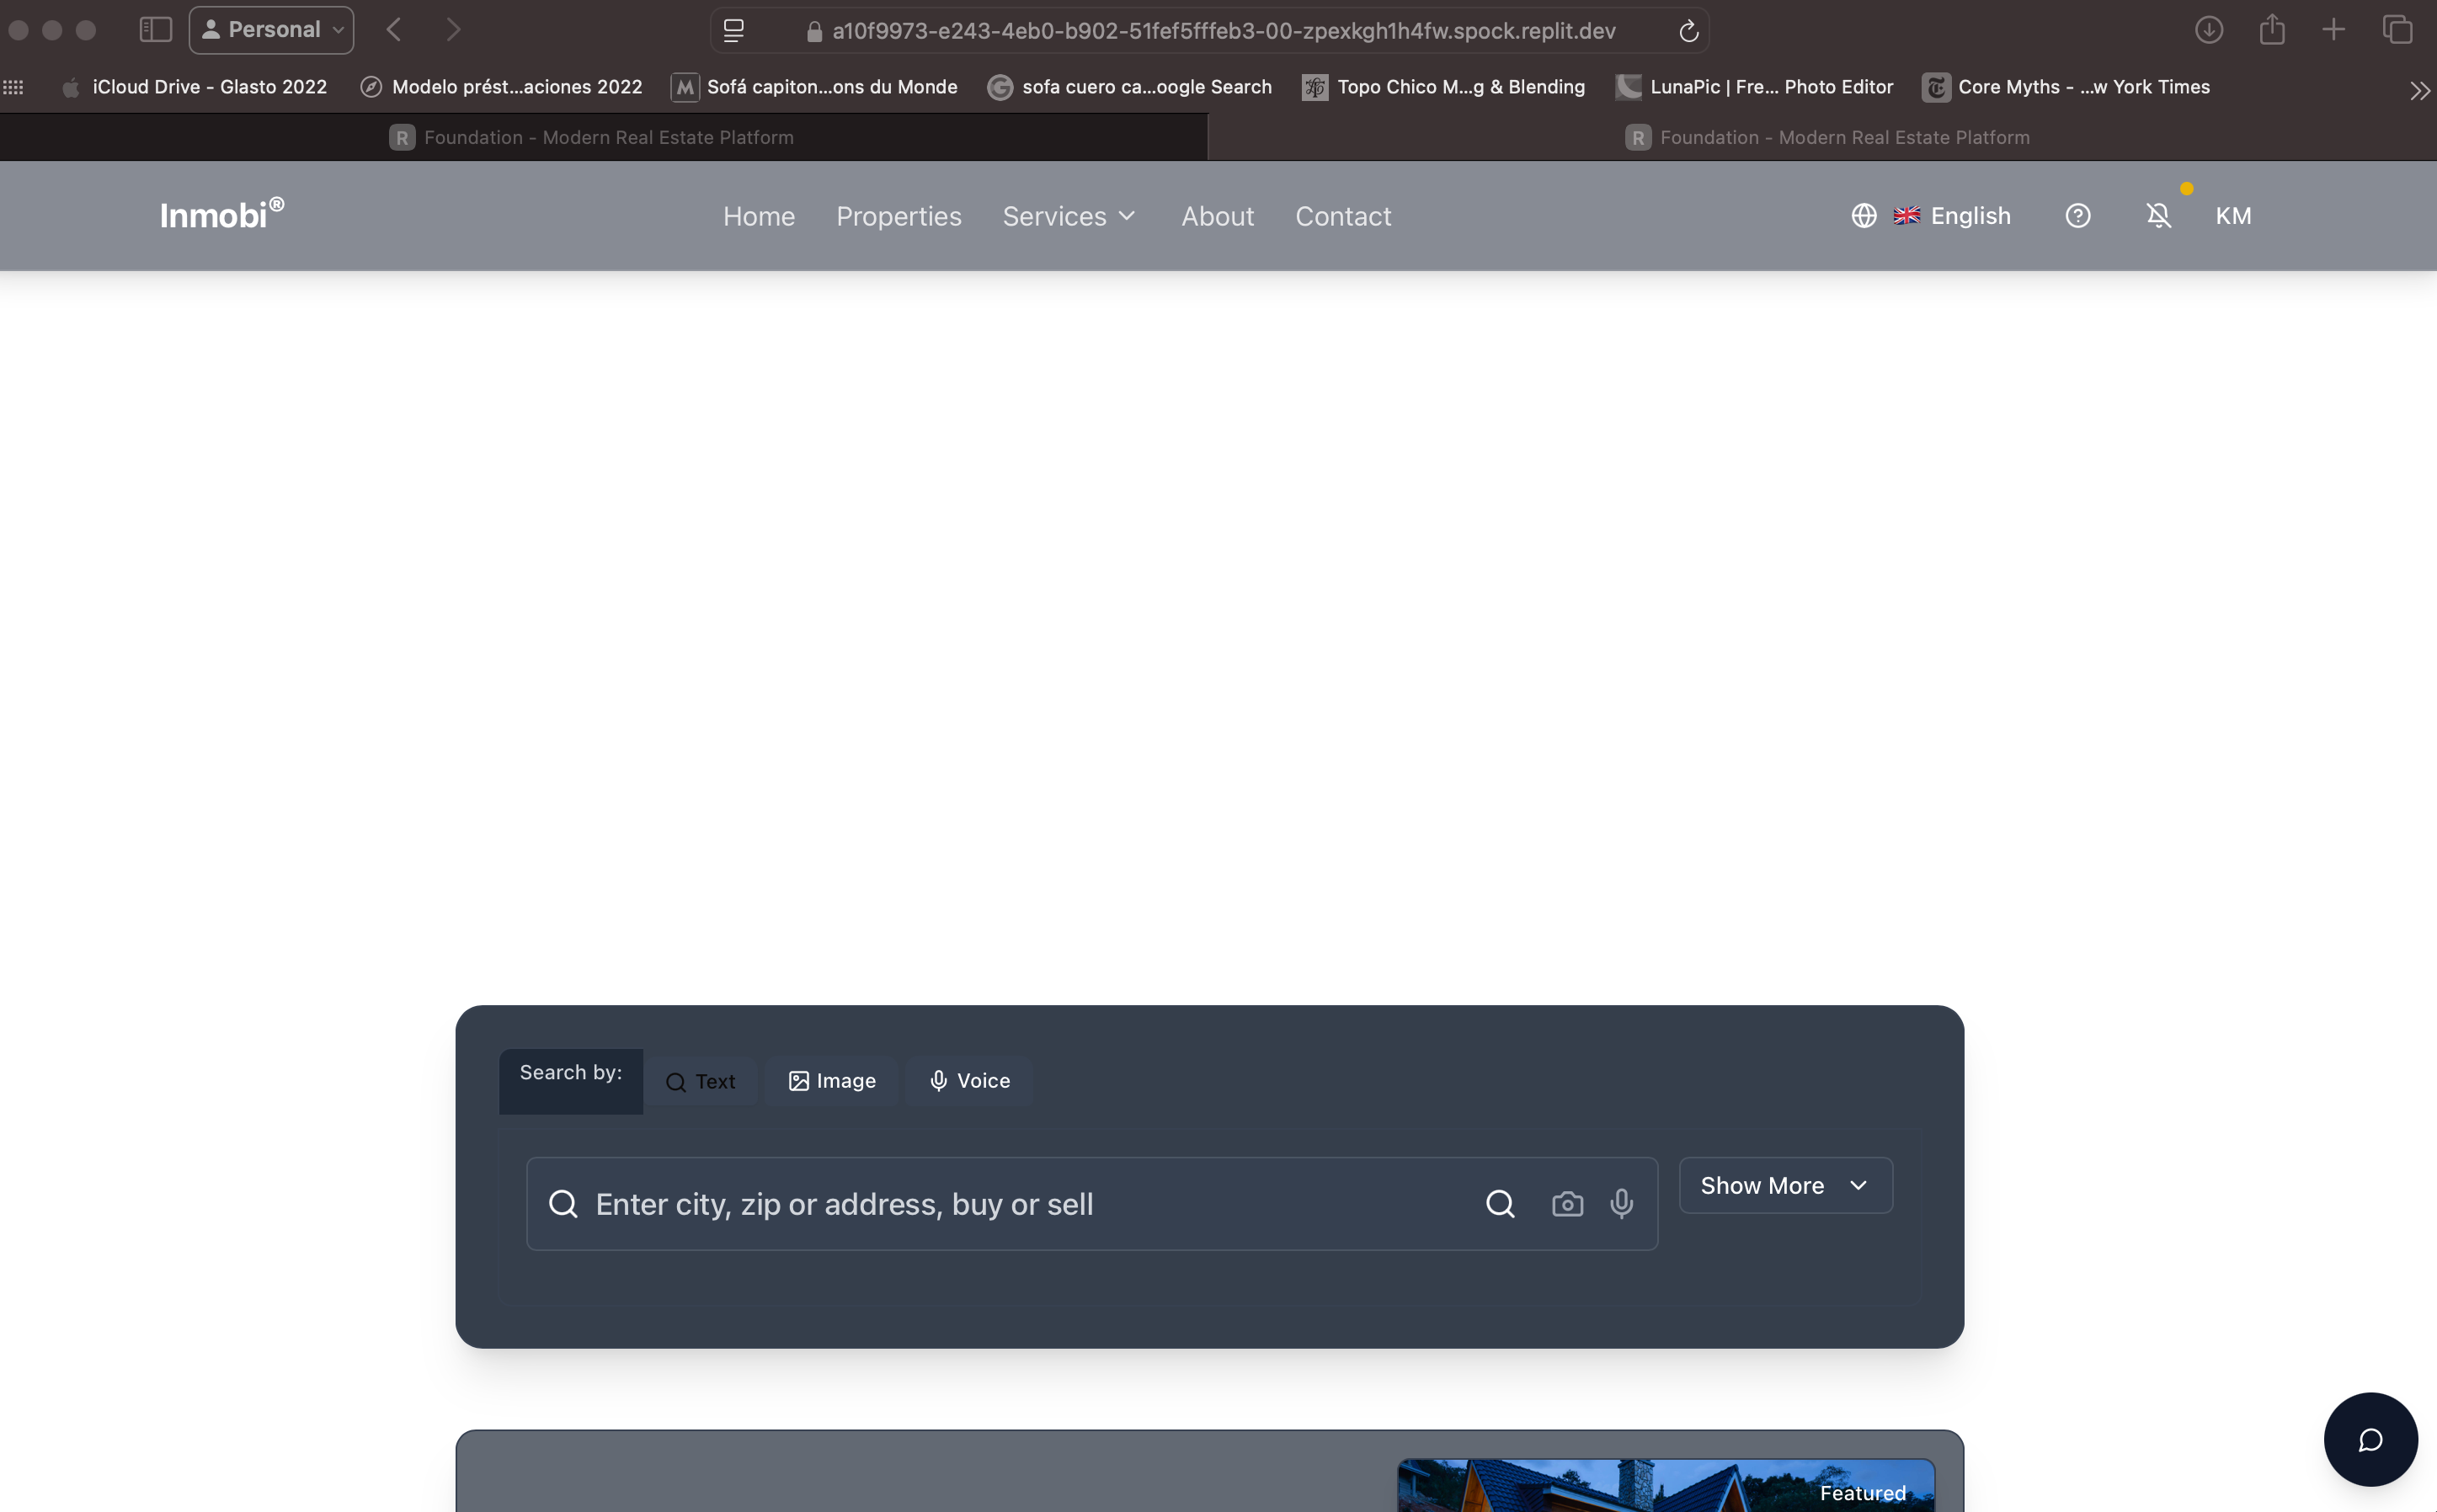 Personal
a10f9973-e243-4eb0-b902-51fef5fffeb3-00-zpexkgh1h4fw.spock.replit.dev
iCloud Drive - Glasto 2022 Modelo prést...aciones 2022 M Sofá capiton...ons du Monde G sofa cuero ca...oogle Search Topo Chico M...g & Blending LunaPic | Fre... Photo Editor Core Myths - ...w York Times
R Foundation - Modern Real Estate Platform R Foundation - Modern Real Estate Platform
Inmobi® Home Properties Services About Contact English KM
Search by: Text Image Voice
Enter city, zip or address, buy or sell Show More
Featured